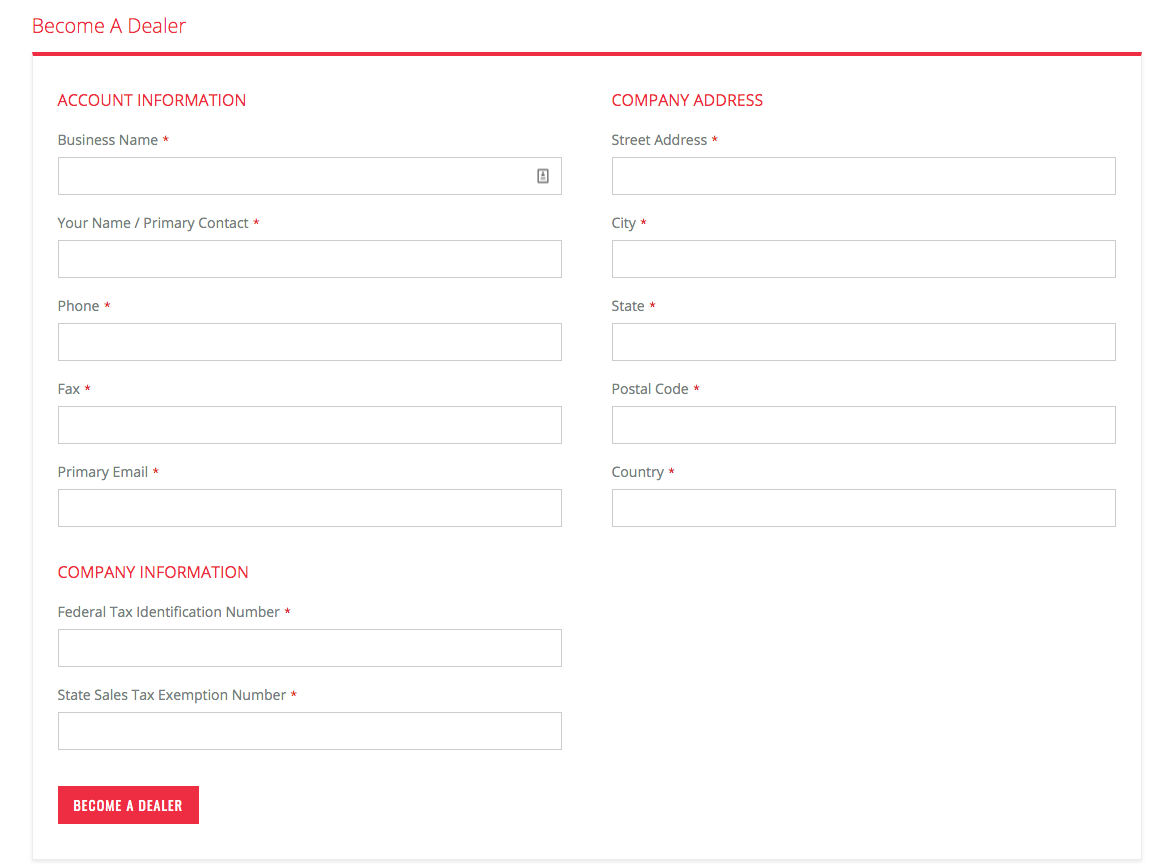 Become A Dealer
ACCOUNT INFORMATION
Business Name *
Your Name / Primary Contact *
Phone *
Fax *
Primary Email *
COMPANY ADDRESS
Street Address *
City *
State *
Postal Code *
Country *
COMPANY INFORMATION
Federal Tax Identification Number *
State Sales Tax Exemption Number *
BECOME A DEALER